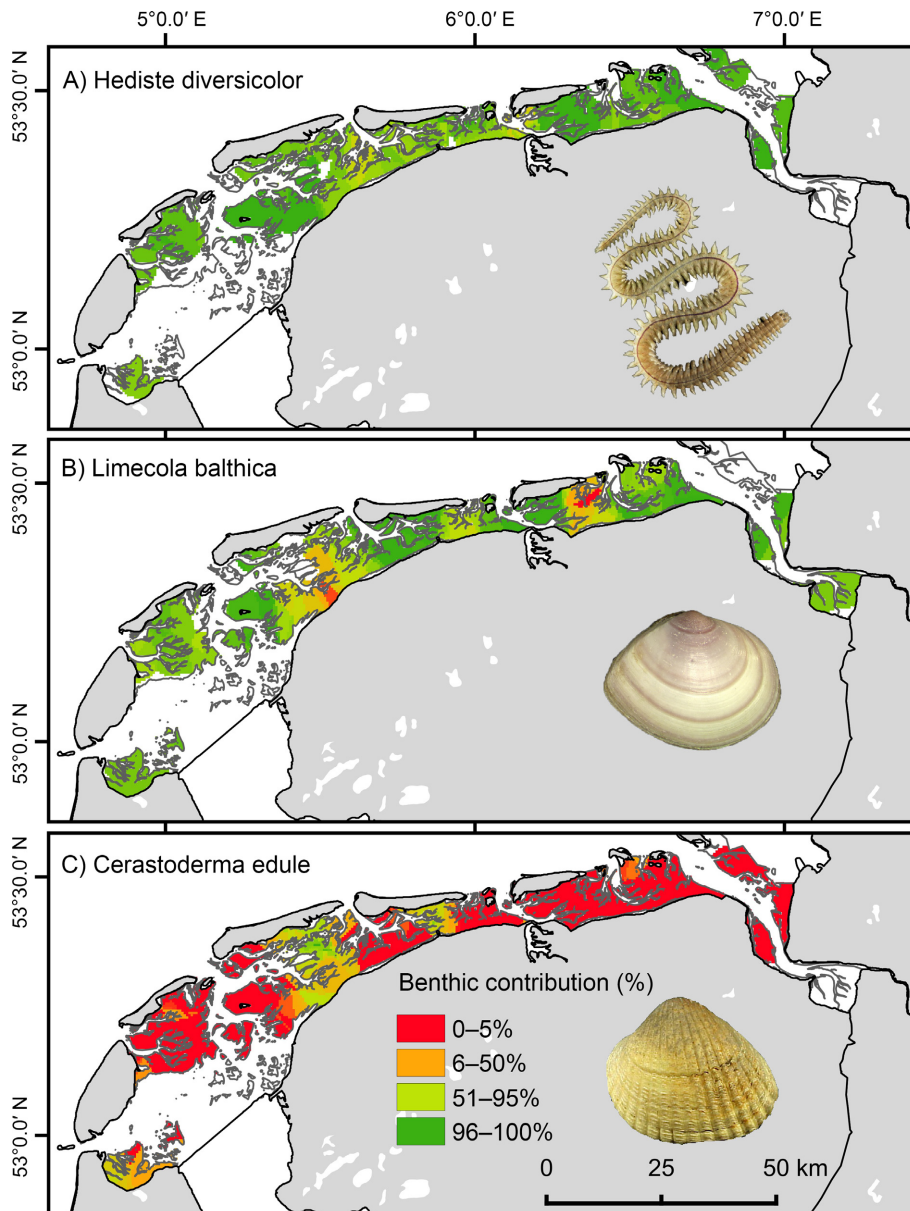 5°0.0′ E 6°0.0′ E 7°0.0′ E
A) Hediste diversicolor
53°30.0′ N
53°0.0′ N
B) Limecola balthica
53°30.0′ N
53°0.0′ N
C) Cerastoderma edule
53°30.0′ N
53°0.0′ N
Benthic contribution (%)
0–5%
6–50%
51–95%
96–100%
0 25 50 km